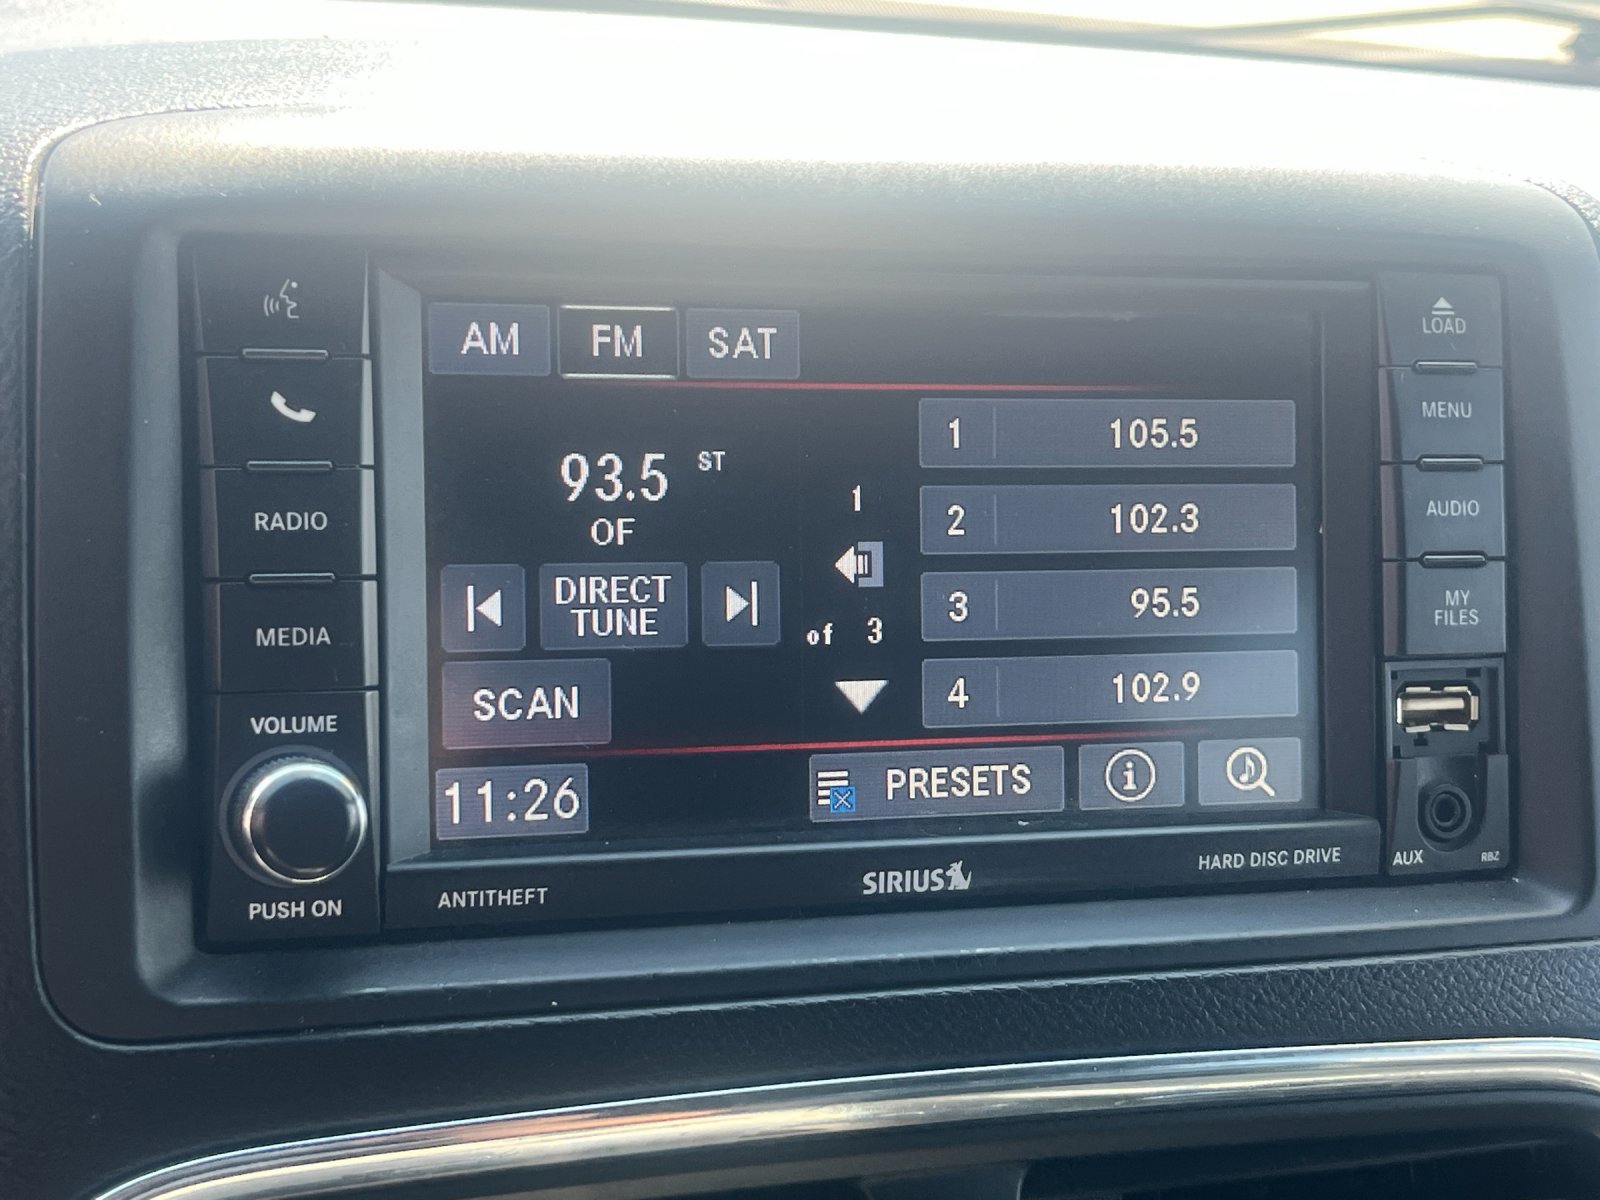 AM FM SAT
93.5 ST
OF
DIRECT
TUNE
SCAN
11:26
1
of 3
1 105.5
2 102.3
3 95.5
4 102.9
PRESETS
i
RADIO
MEDIA
VOLUME
PUSH ON
LOAD
MENU
AUDIO
MY
FILES
AUX
RBZ
ANTITHEFT
SIRIUS
HARD DISC DRIVE